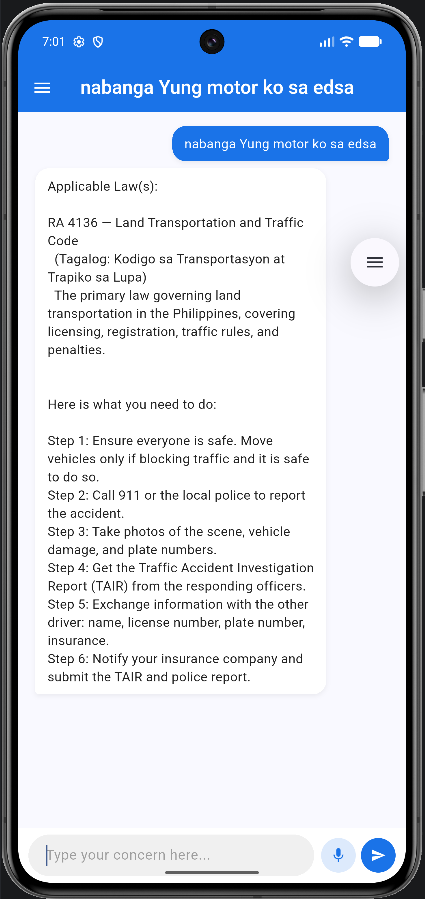 7:01
nabanga Yung motor ko sa edsa
nabanga Yung motor ko sa edsa
Applicable Law(s):
RA 4136 — Land Transportation and Traffic
Code
(Tagalog: Kodigo sa Transportasyon at
Trapiko sa Lupa)
The primary law governing land
transportation in the Philippines, covering
licensing, registration, traffic rules, and
penalties.
Here is what you need to do:
Step 1: Ensure everyone is safe. Move
vehicles only if blocking traffic and it is safe
to do so.
Step 2: Call 911 or the local police to report
the accident.
Step 3: Take photos of the scene, vehicle
damage, and plate numbers.
Step 4: Get the Traffic Accident Investigation
Report (TAIR) from the responding officers.
Step 5: Exchange information with the other
driver: name, license number, plate number,
insurance.
Step 6: Notify your insurance company and
submit the TAIR and police report.
Type your concern here...